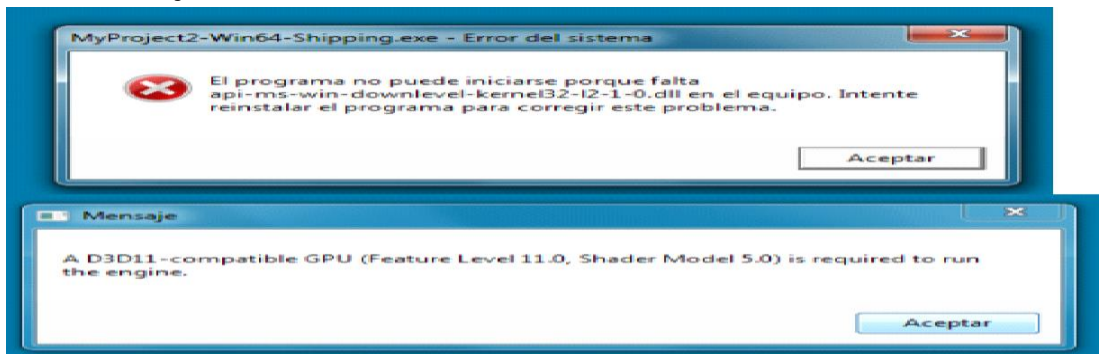 MyProject2-Win64-Shipping.exe - Error del sistema
El programa no puede iniciarse porque falta
api-ms-win-downlevel-kernel32-l2-1-0.dll en el equipo. Intente
reinstalar el programa para corregir este problema.
Aceptar
Mensaje
A D3D11-compatible GPU (Feature Level 11.0, Shader Model 5.0) is required to run
the engine.
Aceptar